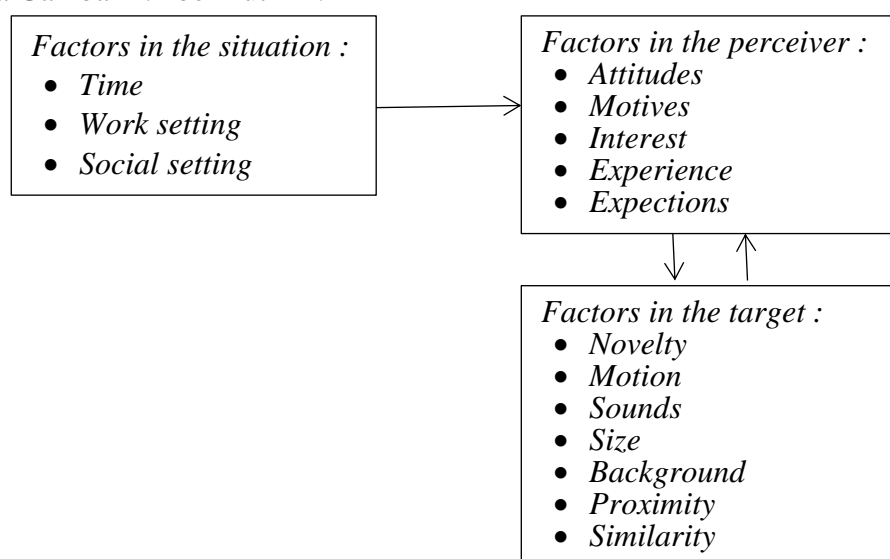 Factors in the situation :
• Time
• Work setting
• Social setting
Factors in the perceiver :
• Attitudes
• Motives
• Interest
• Experience
• Expections
Factors in the target :
• Novelty
• Motion
• Sounds
• Size
• Background
• Proximity
• Similarity